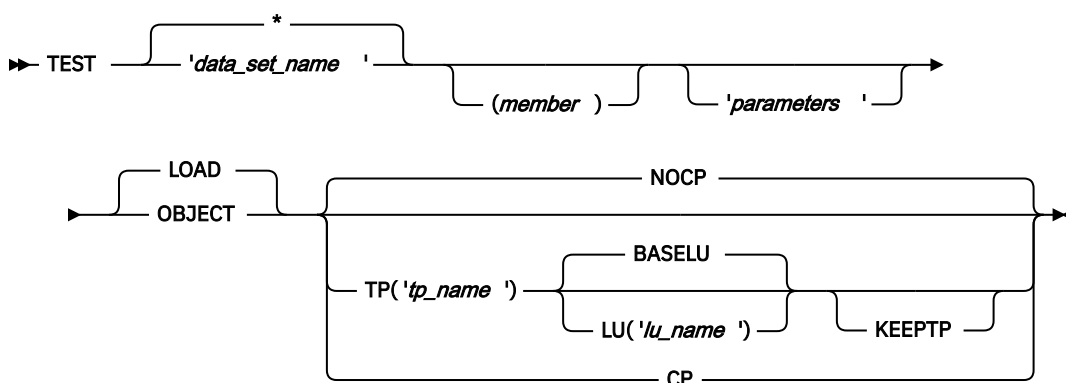 *
TEST 'data_set_name '
(member ) 'parameters '
LOAD NOCP
OBJECT
BASELU
TP('tp_name ')
LU('lu_name ') KEEPTP
CP